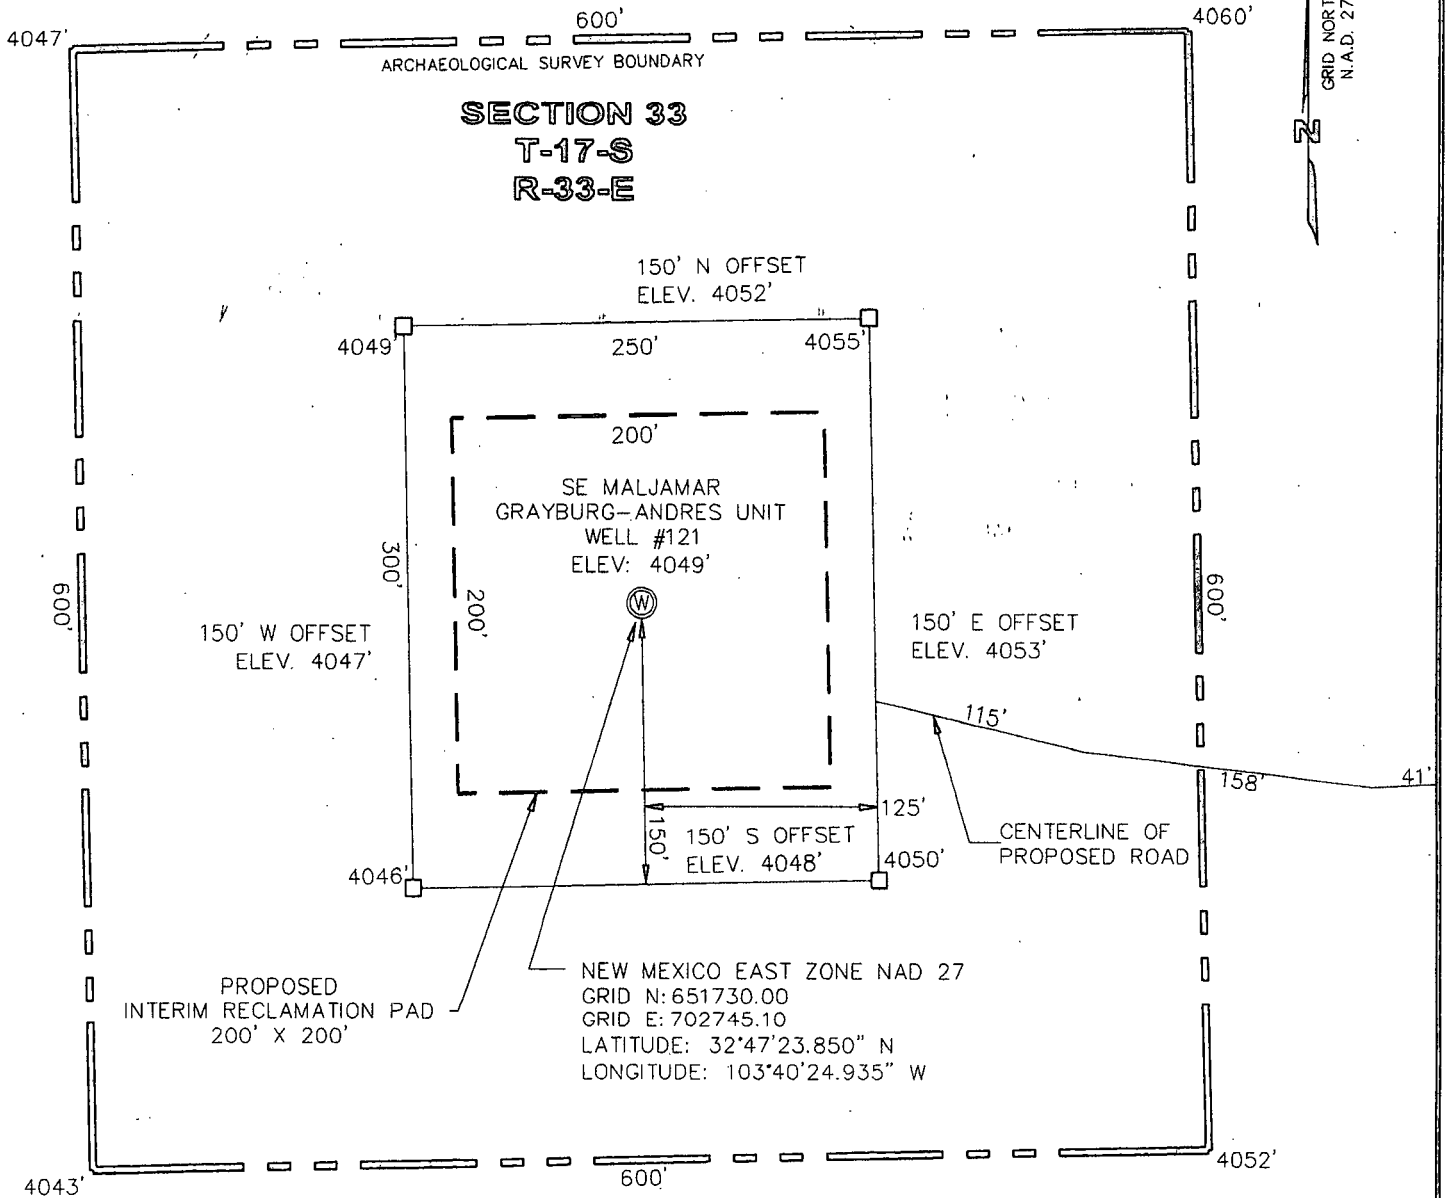 4047'
600'
4060'
ARCHAEOLOGICAL SURVEY BOUNDARY
N.A.D. 27
N
SECTION 33
T-17-S
R-33-E
150' N OFFSET
ELEV. 4052'
4049'
250'
4055'
200'
SE MALJAMAR
GRAYBURG-ANDRES UNIT
WELL #121
ELEV: 4049'
W
300'
200'
600'
600'
150' W OFFSET
ELEV. 4047'
150' E OFFSET
ELEV. 4053'
115'
158'
41'
125'
150'
150' S OFFSET
ELEV. 4048'
CENTERLINE OF
PROPOSED ROAD
4046'
4050'
PROPOSED
INTERIM RECLAMATION PAD
200' X 200'
NEW MEXICO EAST ZONE NAD 27
GRID N: 651730.00
GRID E: 702745.10
LATITUDE: 32°47'23.850" N
LONGITUDE: 103°40'24.935" W
4043'
600'
4052'